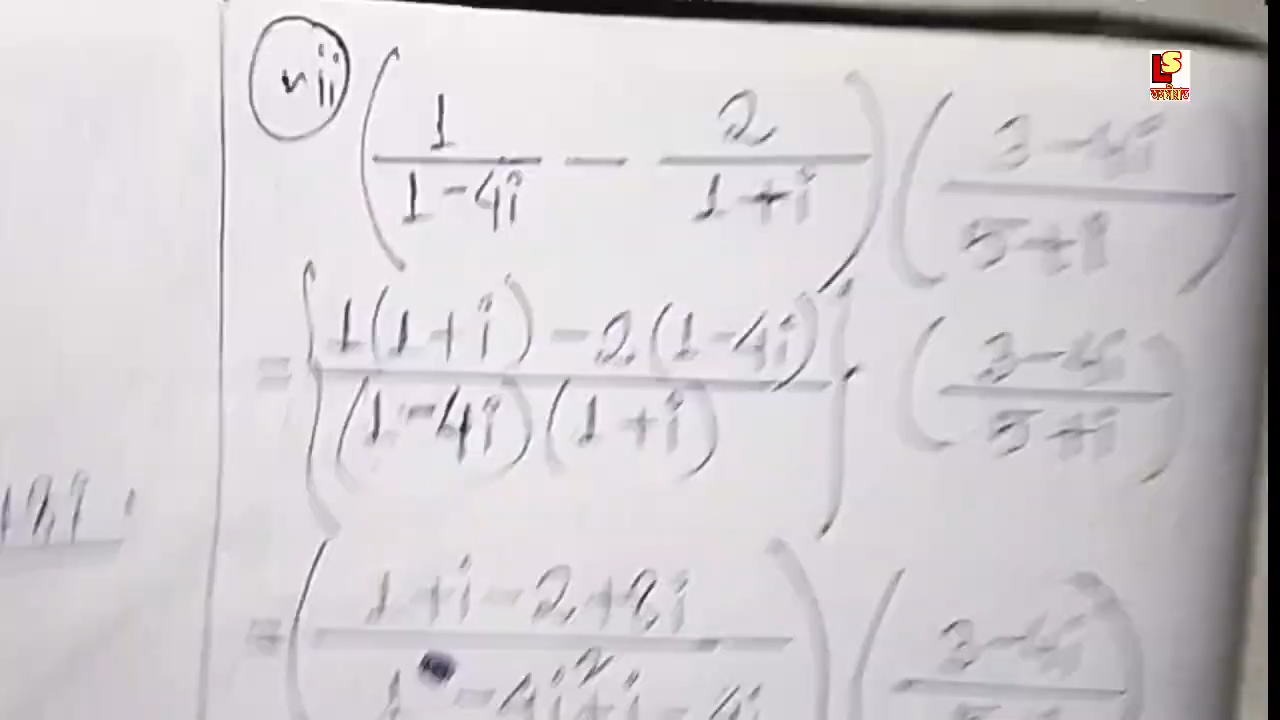 vii (1/(1-4i) - 2/(1+i)) ((3-4i)/(5+i))
= {(1(1+i) - 2(1-4i))/((1-4i)(1+i))} · ((3-4i)/(5+i))
= ((1+i-2+8i)/(1 -4i²+i-4i)) ((3-4i)/(5+i))
LS